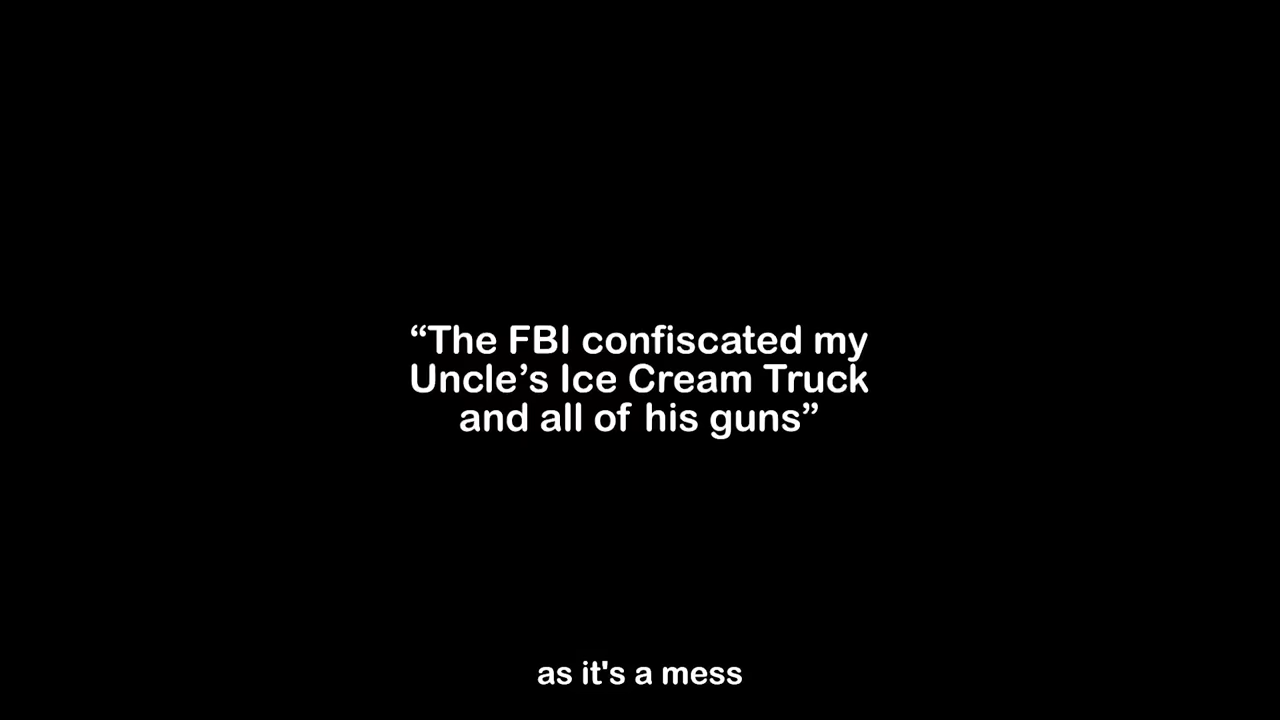 “The FBI confiscated my
Uncle’s Ice Cream Truck
and all of his guns”
as it's a mess